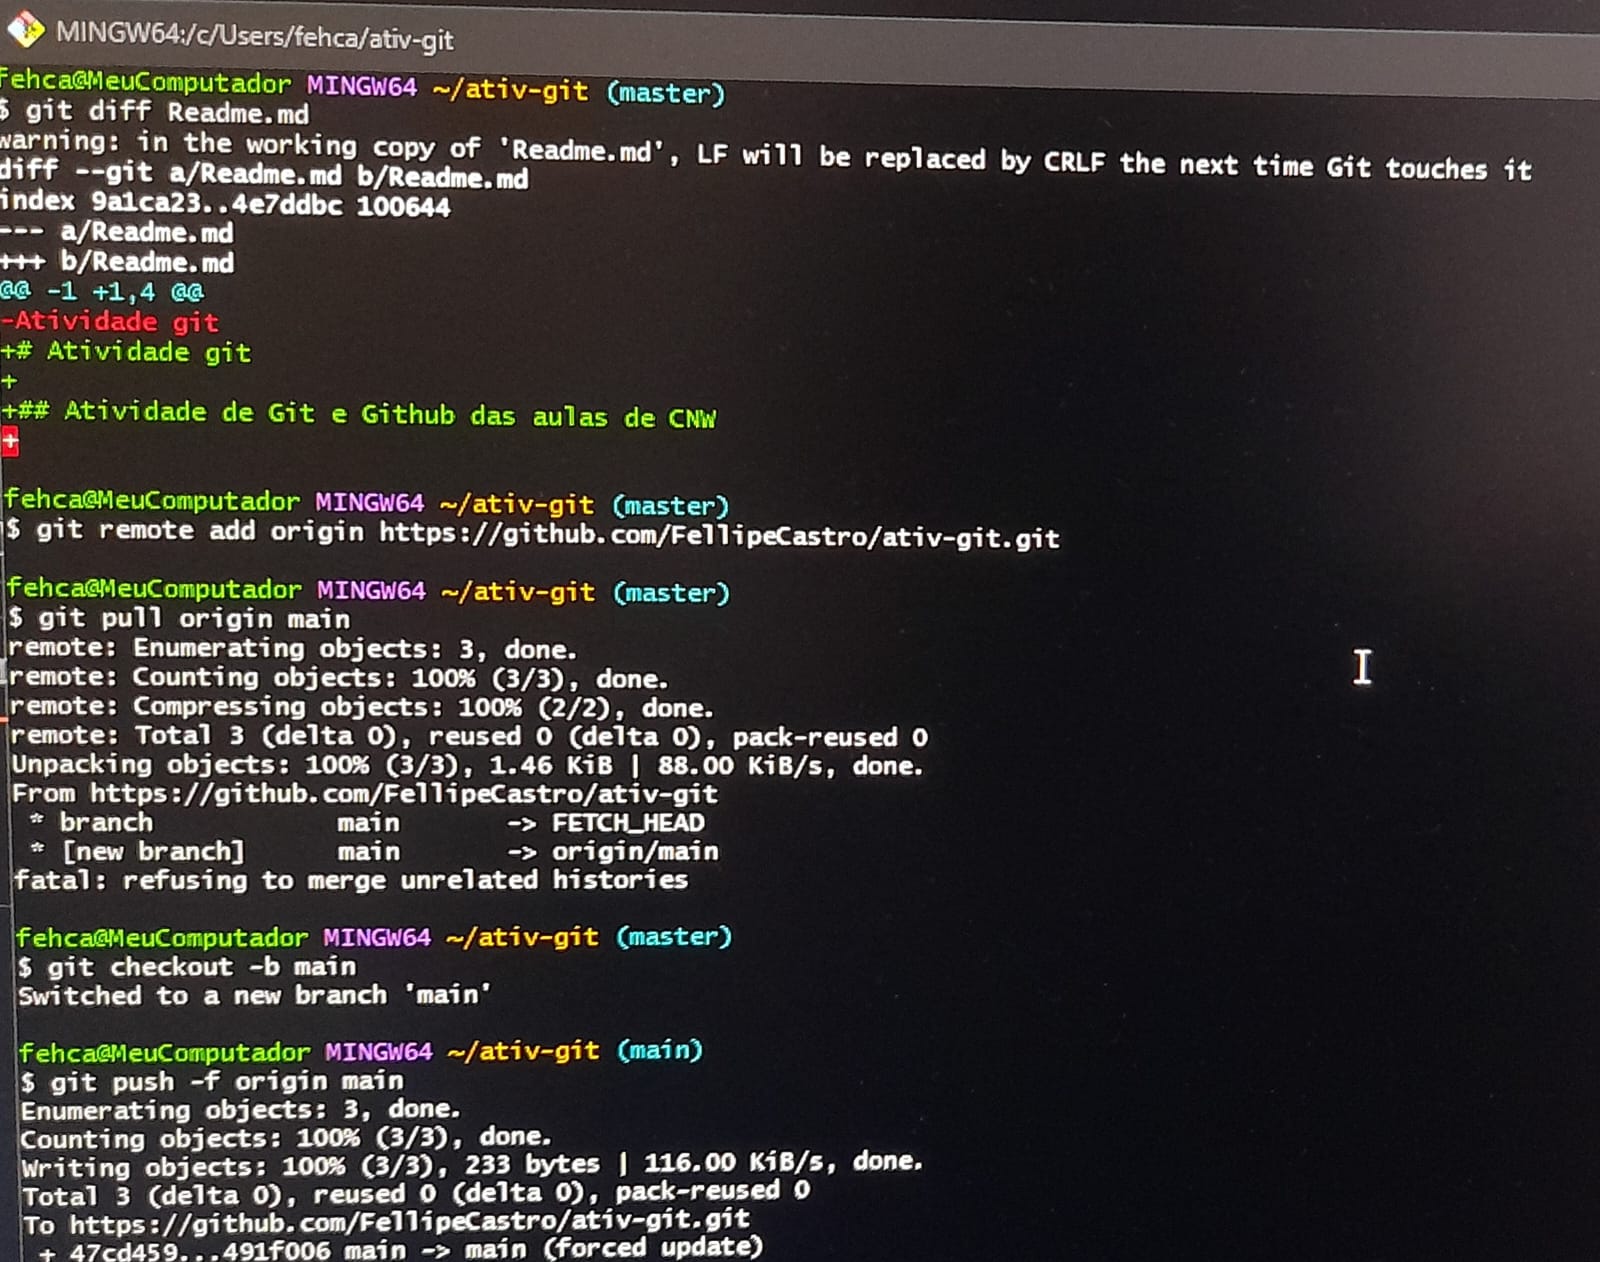 MINGW64:/c/Users/fehca/ativ-git
fehca@MeuComputador MINGW64 ~/ativ-git (master)
$ git diff Readme.md
warning: in the working copy of 'Readme.md', LF will be replaced by CRLF the next time Git touches it
diff --git a/Readme.md b/Readme.md
index 9a1ca23..4e7ddbc 100644
--- a/Readme.md
+++ b/Readme.md
@@ -1 +1,4 @@
-Atividade git
+# Atividade git
+
+## Atividade de Git e Github das aulas de CNW
+
fehca@MeuComputador MINGW64 ~/ativ-git (master)
$ git remote add origin https://github.com/FellipeCastro/ativ-git.git
fehca@MeuComputador MINGW64 ~/ativ-git (master)
$ git pull origin main
remote: Enumerating objects: 3, done.
remote: Counting objects: 100% (3/3), done.
remote: Compressing objects: 100% (2/2), done.
remote: Total 3 (delta 0), reused 0 (delta 0), pack-reused 0
Unpacking objects: 100% (3/3), 1.46 KiB | 88.00 KiB/s, done.
From https://github.com/FellipeCastro/ativ-git
 * branch            main       -> FETCH_HEAD
 * [new branch]      main       -> origin/main
fatal: refusing to merge unrelated histories
fehca@MeuComputador MINGW64 ~/ativ-git (master)
$ git checkout -b main
Switched to a new branch 'main'
fehca@MeuComputador MINGW64 ~/ativ-git (main)
$ git push -f origin main
Enumerating objects: 3, done.
Counting objects: 100% (3/3), done.
Writing objects: 100% (3/3), 233 bytes | 116.00 KiB/s, done.
Total 3 (delta 0), reused 0 (delta 0), pack-reused 0
To https://github.com/FellipeCastro/ativ-git.git
 + 47cd459...491f006 main -> main (forced update)